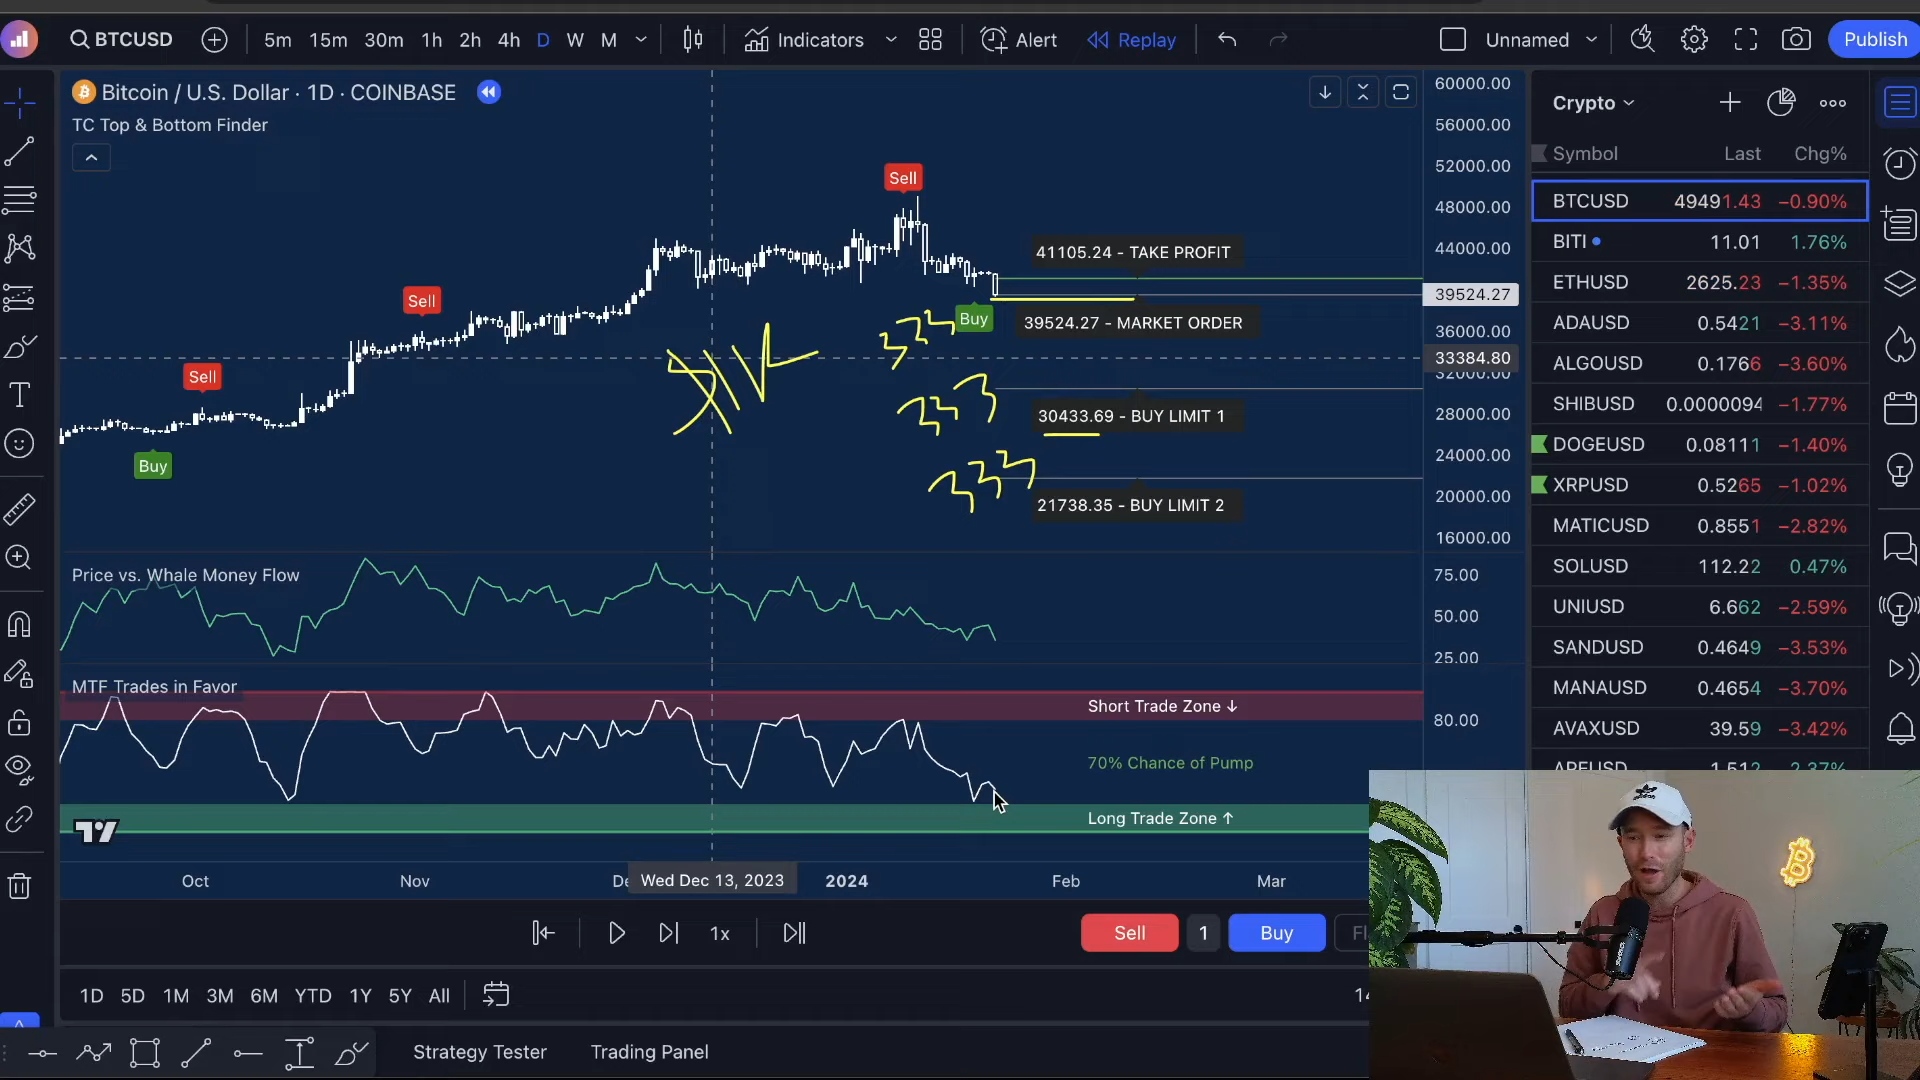 BTCUSD
5m 15m 30m 1h 2h 4h D W M
Indicators
Alert
Replay
Unnamed
Publish
Bitcoin / U.S. Dollar · 1D · COINBASE
TC Top & Bottom Finder
Sell
Buy
Sell
Sell
Buy
41105.24 - TAKE PROFIT
39524.27 - MARKET ORDER
30433.69 - BUY LIMIT 1
21738.35 - BUY LIMIT 2
333
333
333
60000.00
56000.00
52000.00
48000.00
44000.00
39524.27
36000.00
33384.80
32000.00
28000.00
24000.00
20000.00
16000.00
Price vs. Whale Money Flow
75.00
50.00
25.00
MTF Trades in Favor
Short Trade Zone ↓
80.00
70% Chance of Pump
Long Trade Zone ↑
Oct Nov Wed Dec 13, 2023 2024 Feb Mar
1x
Sell 1 Buy
1D 5D 1M 3M 6M YTD 1Y 5Y All
Strategy Tester Trading Panel
Crypto
Symbol Last Chg%
BTCUSD 49491.43 −0.90%
BITI 11.01 1.76%
ETHUSD 2625.23 −1.35%
ADAUSD 0.5421 −3.11%
ALGOUSD 0.1766 −3.60%
SHIBUSD 0.0000094 −1.77%
DOGEUSD 0.08111 −1.40%
XRPUSD 0.5265 −1.02%
MATICUSD 0.8551 −2.82%
SOLUSD 112.22 0.47%
UNIUSD 6.662 −2.59%
SANDUSD 0.4649 −3.53%
MANAUSD 0.4654 −3.70%
AVAXUSD 39.59 −3.42%